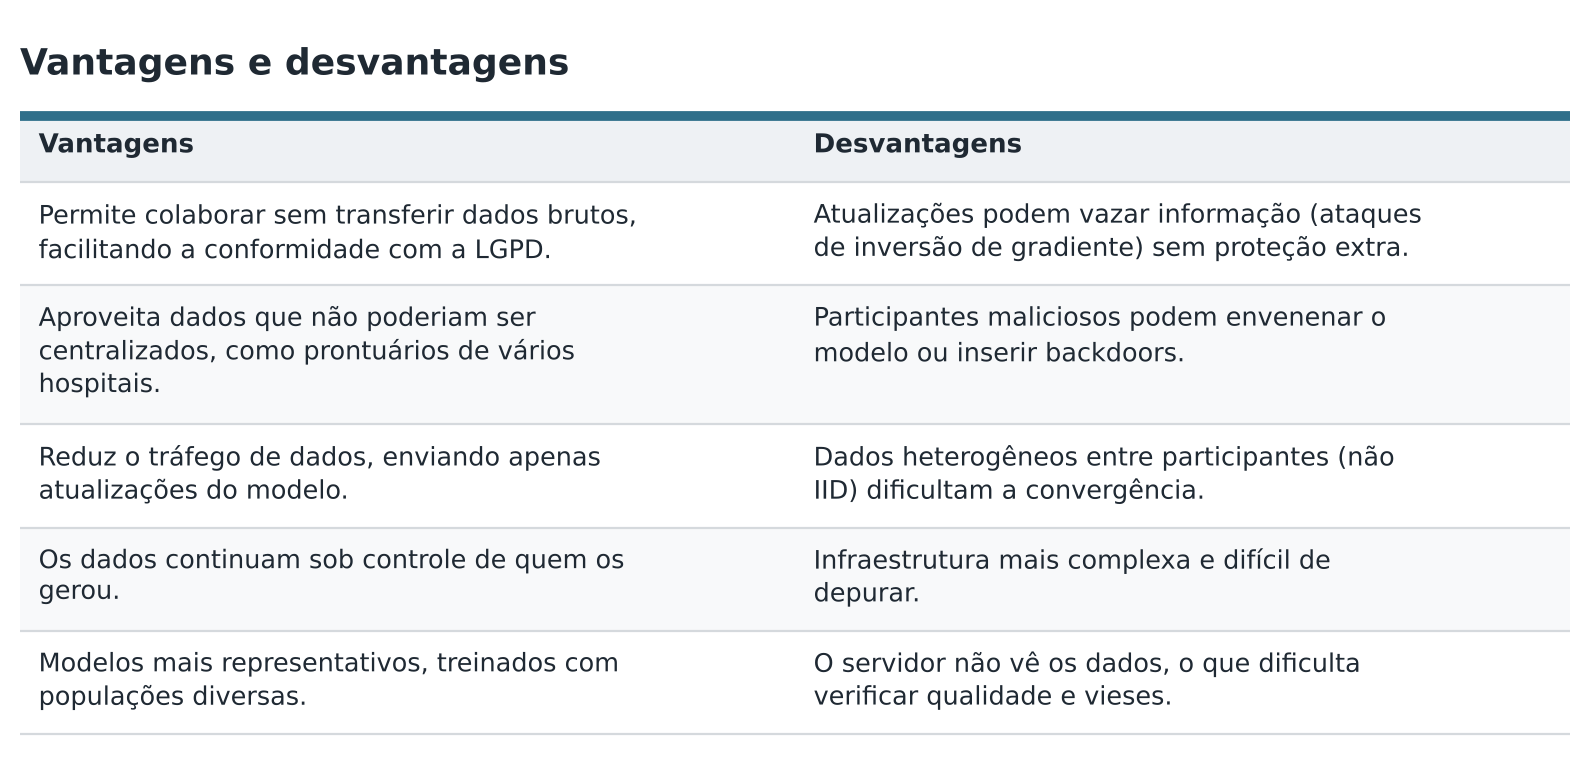 Vantagens e desvantagens
Vantagens
Desvantagens
Permite colaborar sem transferir dados brutos,
facilitando a conformidade com a LGPD.
Atualizações podem vazar informação (ataques
de inversão de gradiente) sem proteção extra.
Aproveita dados que não poderiam ser
centralizados, como prontuários de vários
hospitais.
Participantes maliciosos podem envenenar o
modelo ou inserir backdoors.
Reduz o tráfego de dados, enviando apenas
atualizações do modelo.
Dados heterogêneos entre participantes (não
IID) dificultam a convergência.
Os dados continuam sob controle de quem os
gerou.
Infraestrutura mais complexa e difícil de
depurar.
Modelos mais representativos, treinados com
populações diversas.
O servidor não vê os dados, o que dificulta
verificar qualidade e vieses.